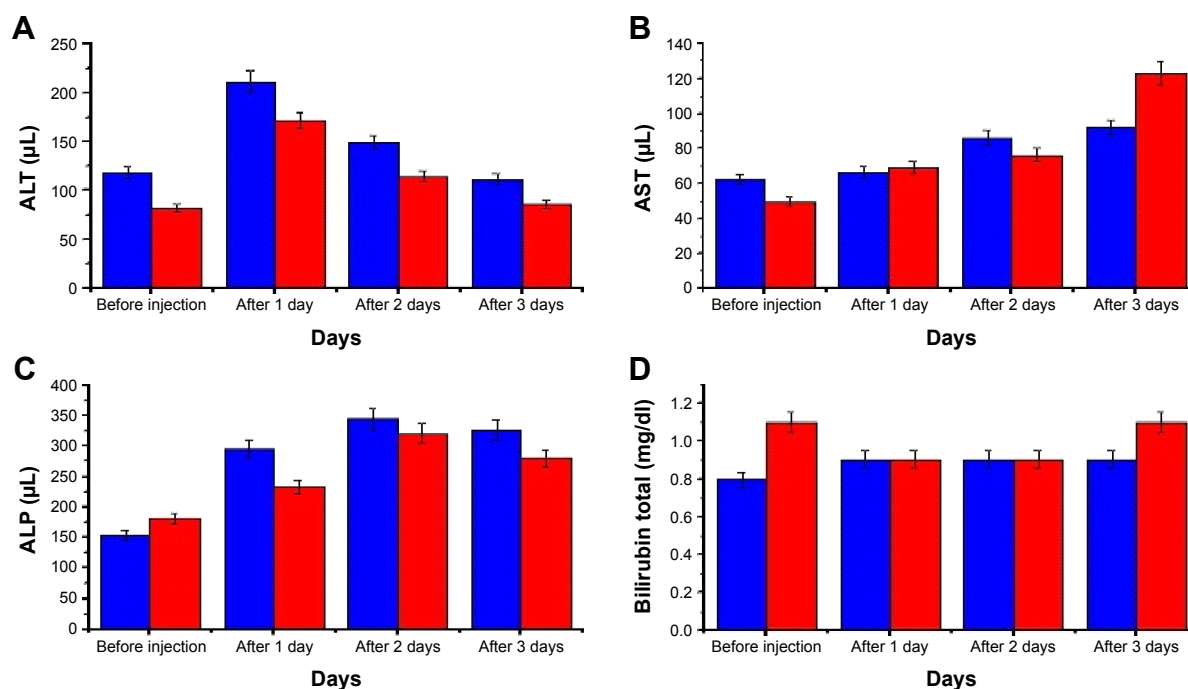 A
250
200
150
100
50
0
ALT (µL)
Before injection After 1 day After 2 days After 3 days
Days
B
140
120
100
80
60
40
20
0
AST (µL)
Before injection After 1 day After 2 days After 3 days
Days
C
400
350
300
250
200
150
100
50
0
ALP (µL)
Before injection After 1 day After 2 days After 3 days
Days
D
1.2
1.0
0.8
0.6
0.4
0.2
0.0
Bilirubin total (mg/dl)
Before injection After 1 day After 2 days After 3 days
Days